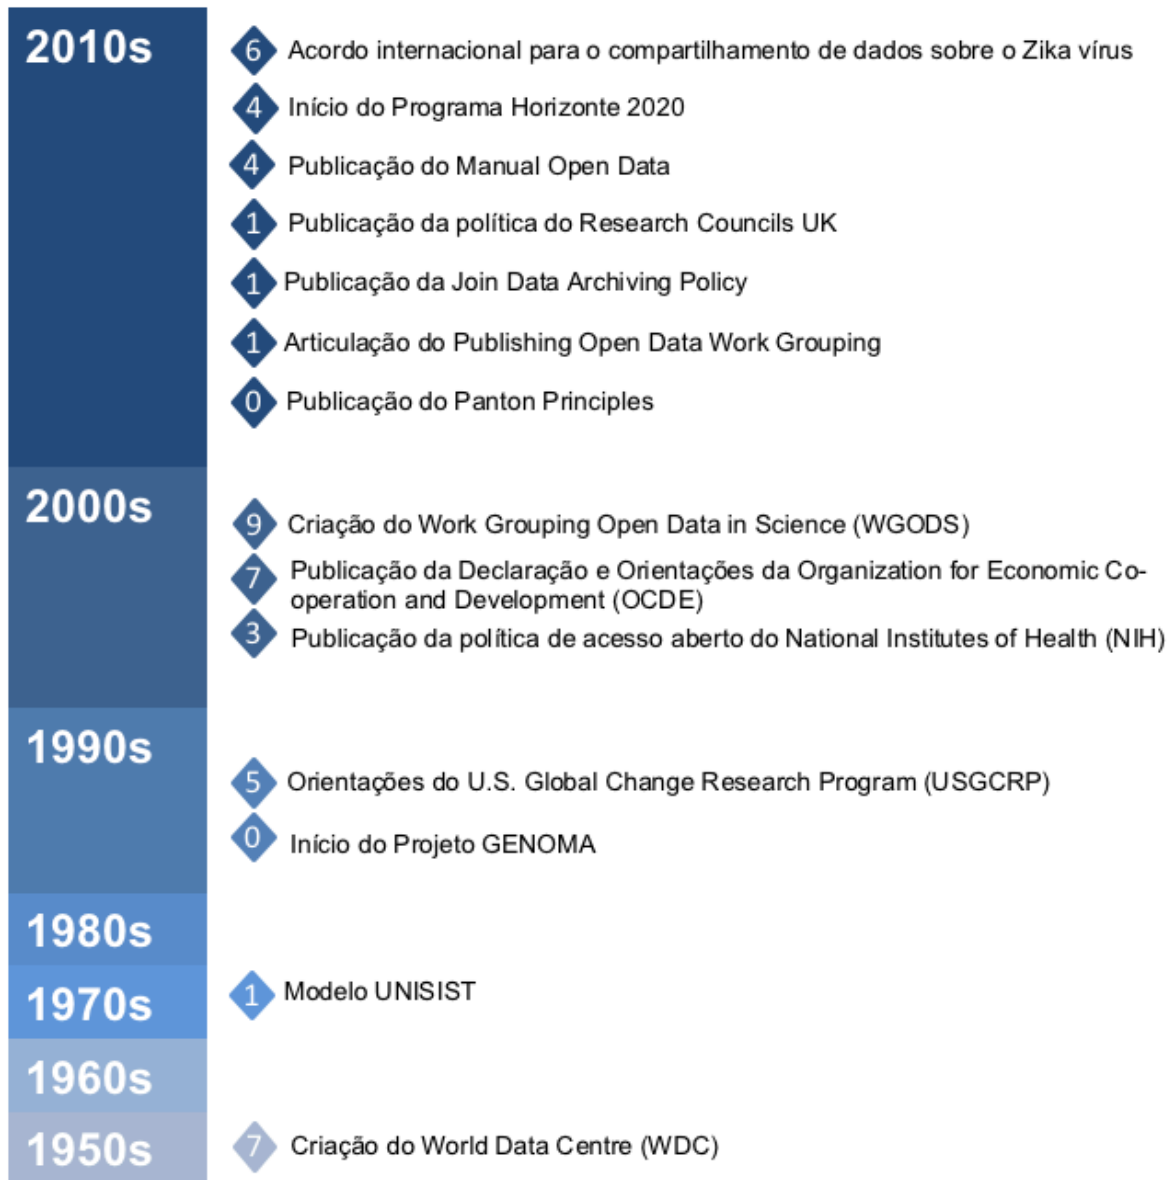 2010s
6 Acordo internacional para o compartilhamento de dados sobre o Zika vírus
4 Início do Programa Horizonte 2020
4 Publicação do Manual Open Data
1 Publicação da política do Research Councils UK
1 Publicação da Join Data Archiving Policy
1 Articulação do Publishing Open Data Work Grouping
0 Publicação do Panton Principles
2000s
9 Criação do Work Grouping Open Data in Science (WGODS)
7 Publicação da Declaração e Orientações da Organization for Economic Co-
operation and Development (OCDE)
3 Publicação da política de acesso aberto do National Institutes of Health (NIH)
1990s
5 Orientações do U.S. Global Change Research Program (USGCRP)
0 Início do Projeto GENOMA
1980s
1970s
1 Modelo UNISIST
1960s
1950s
7 Criação do World Data Centre (WDC)